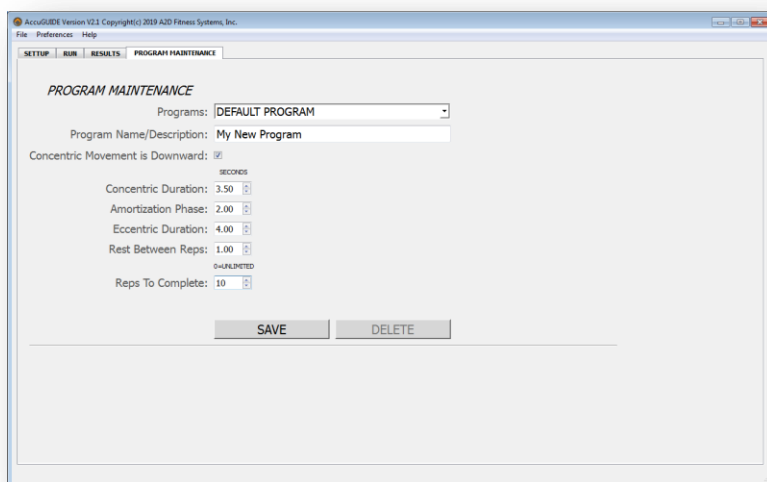 AccuGUIDE Version V2.1 Copyright(c) 2019 A2D Fitness Systems, Inc.
File Preferences Help
SETTUP RUN RESULTS PROGRAM MAINTENANCE
PROGRAM MAINTENANCE
Programs: DEFAULT PROGRAM
Program Name/Description: My New Program
Concentric Movement is Downward:
SECONDS
Concentric Duration: 3.50
Amortization Phase: 2.00
Eccentric Duration: 4.00
Rest Between Reps: 1.00
0=UNLIMITED
Reps To Complete: 10
SAVE DELETE